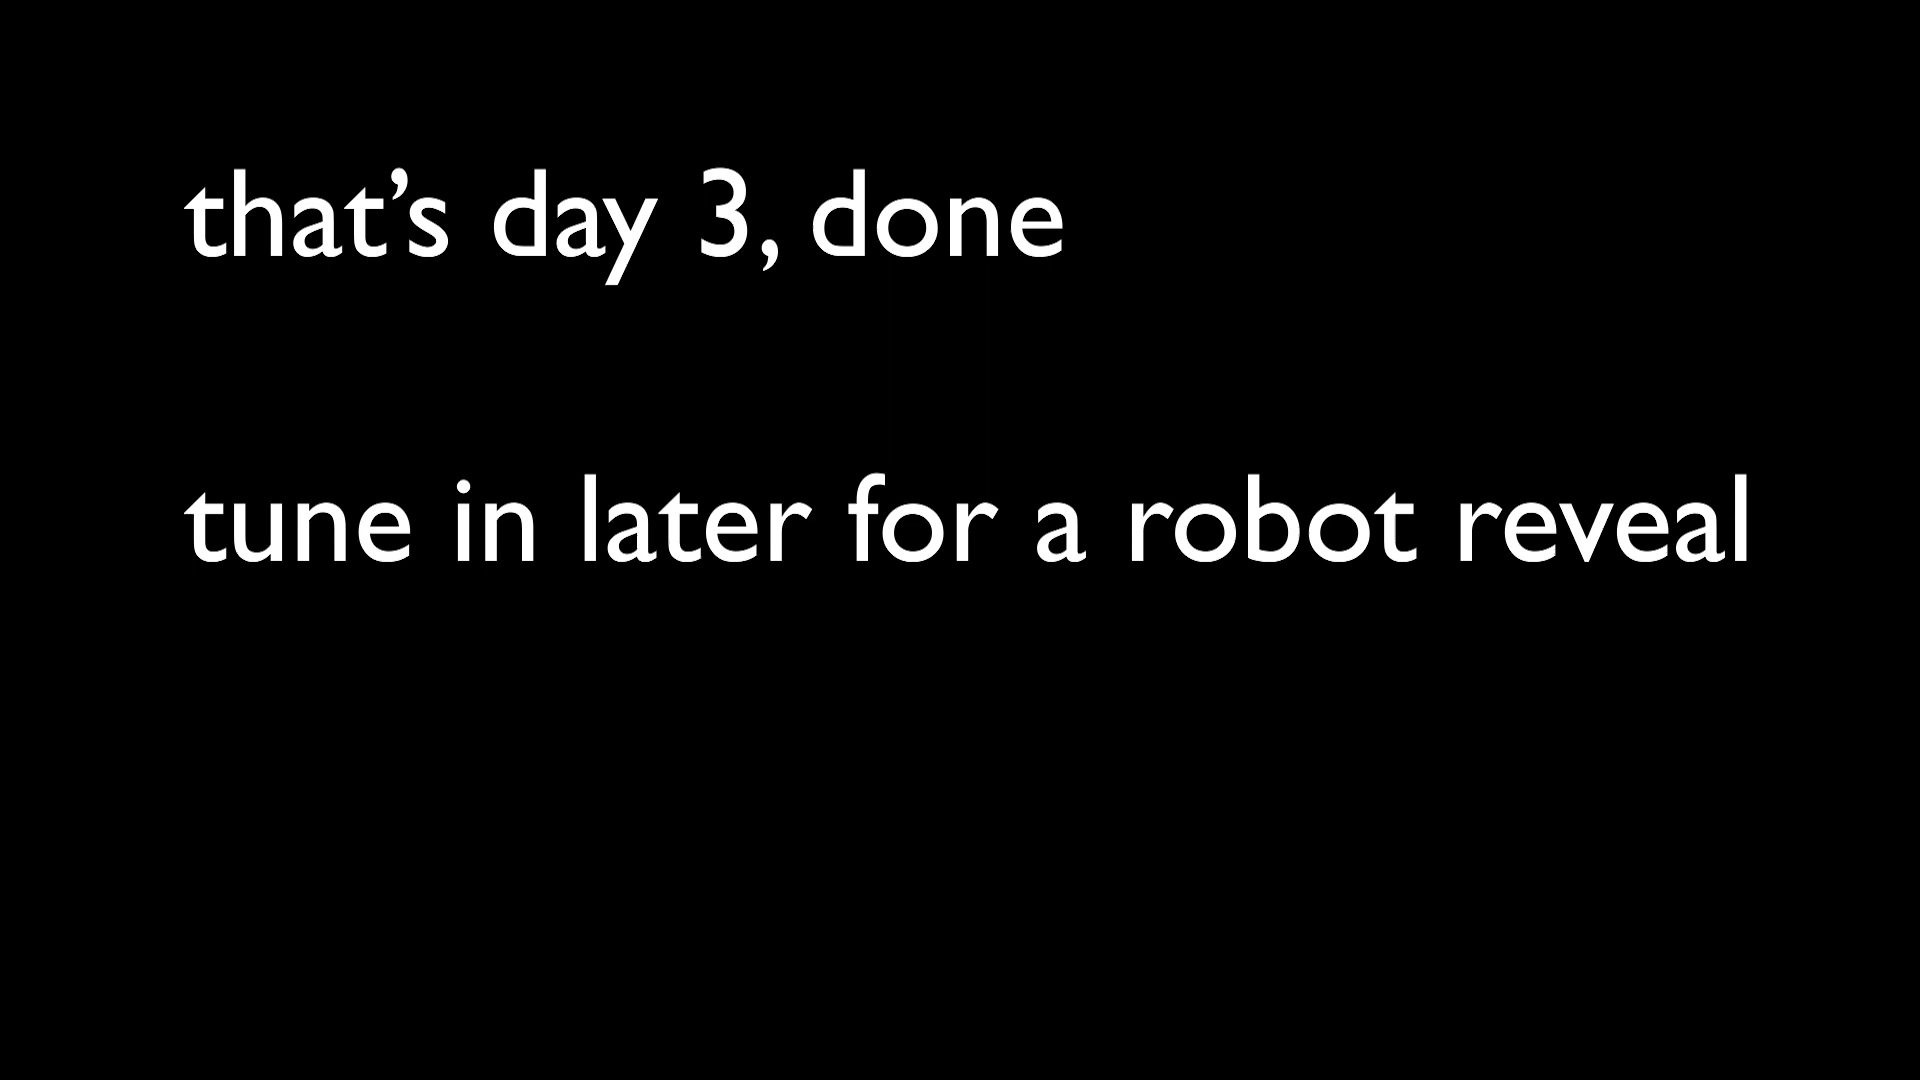 that’s day 3, done
tune in later for a robot reveal